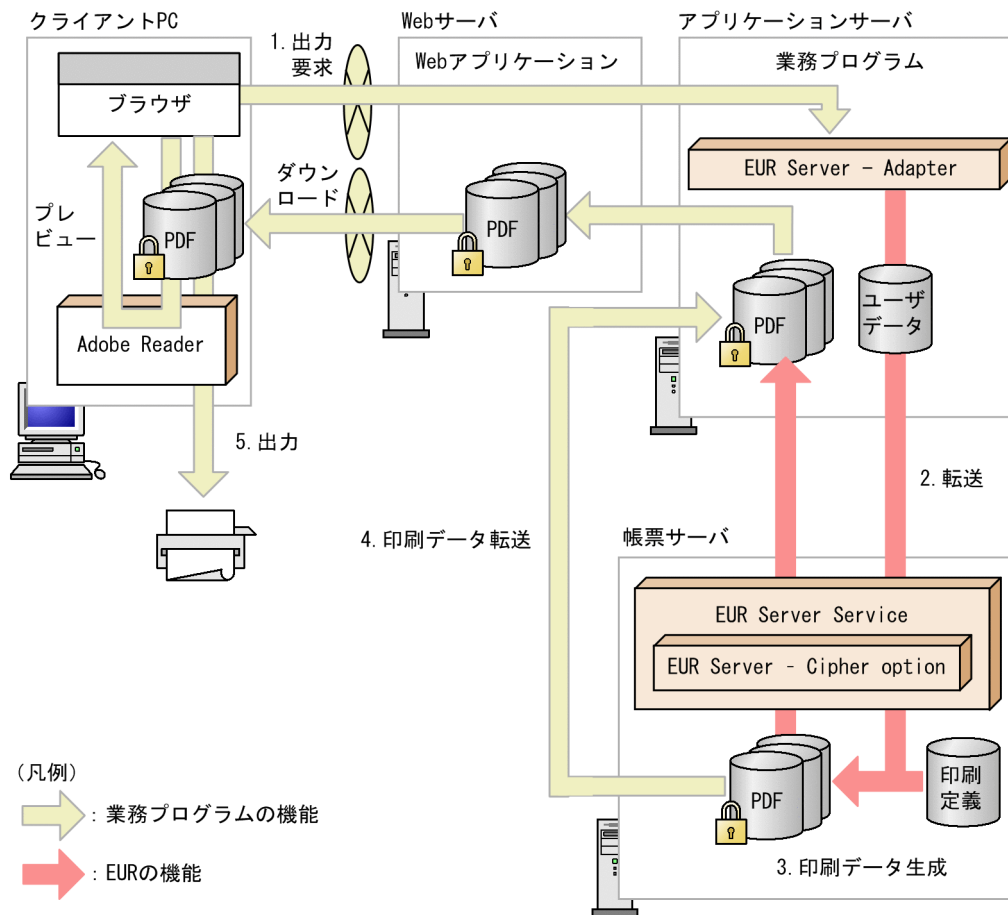 クライアントPC
Webサーバ
アプリケーションサーバ
1. 出力
要求
Webアプリケーション
業務プログラム
ブラウザ
EUR Server - Adapter
ダウン
ロード
プレ
ビュー
PDF
PDF
PDF
ユーザ
データ
Adobe Reader
5. 出力
2. 転送
4. 印刷データ転送
帳票サーバ
EUR Server Service
EUR Server - Cipher option
PDF
印刷
定義
3. 印刷データ生成
(凡例)
: 業務プログラムの機能
: EURの機能